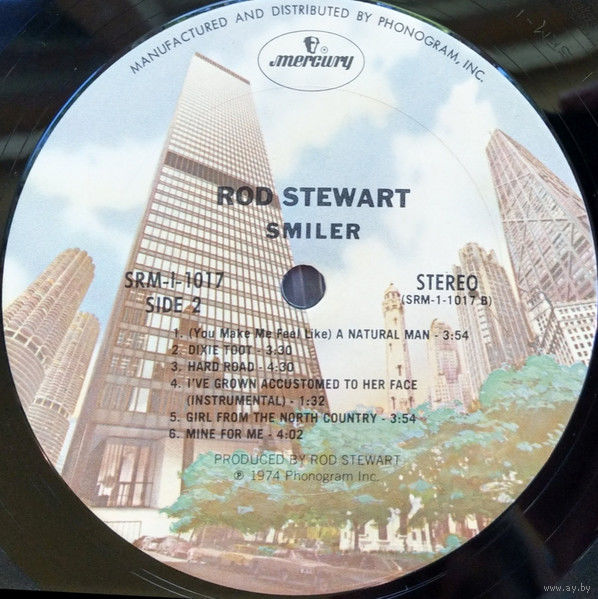 MANUFACTURED AND DISTRIBUTED BY PHONOGRAM, INC.
mercury
ROD STEWART
SMILER
SRM-1-1017
SIDE 2
STEREO
(SRM-1-1017 B)
1. (You Make Me Feel Like) A NATURAL MAN - 3:54
2. DIXIE TOOT - 3:30
3. HARD ROAD - 4:30
4. I'VE GROWN ACCUSTOMED TO HER FACE
(INSTRUMENTAL) - 1:32
5. GIRL FROM THE NORTH COUNTRY - 3:54
6. MINE FOR ME - 4:02
PRODUCED BY ROD STEWART
℗ 1974 Phonogram Inc.
www.ay.by